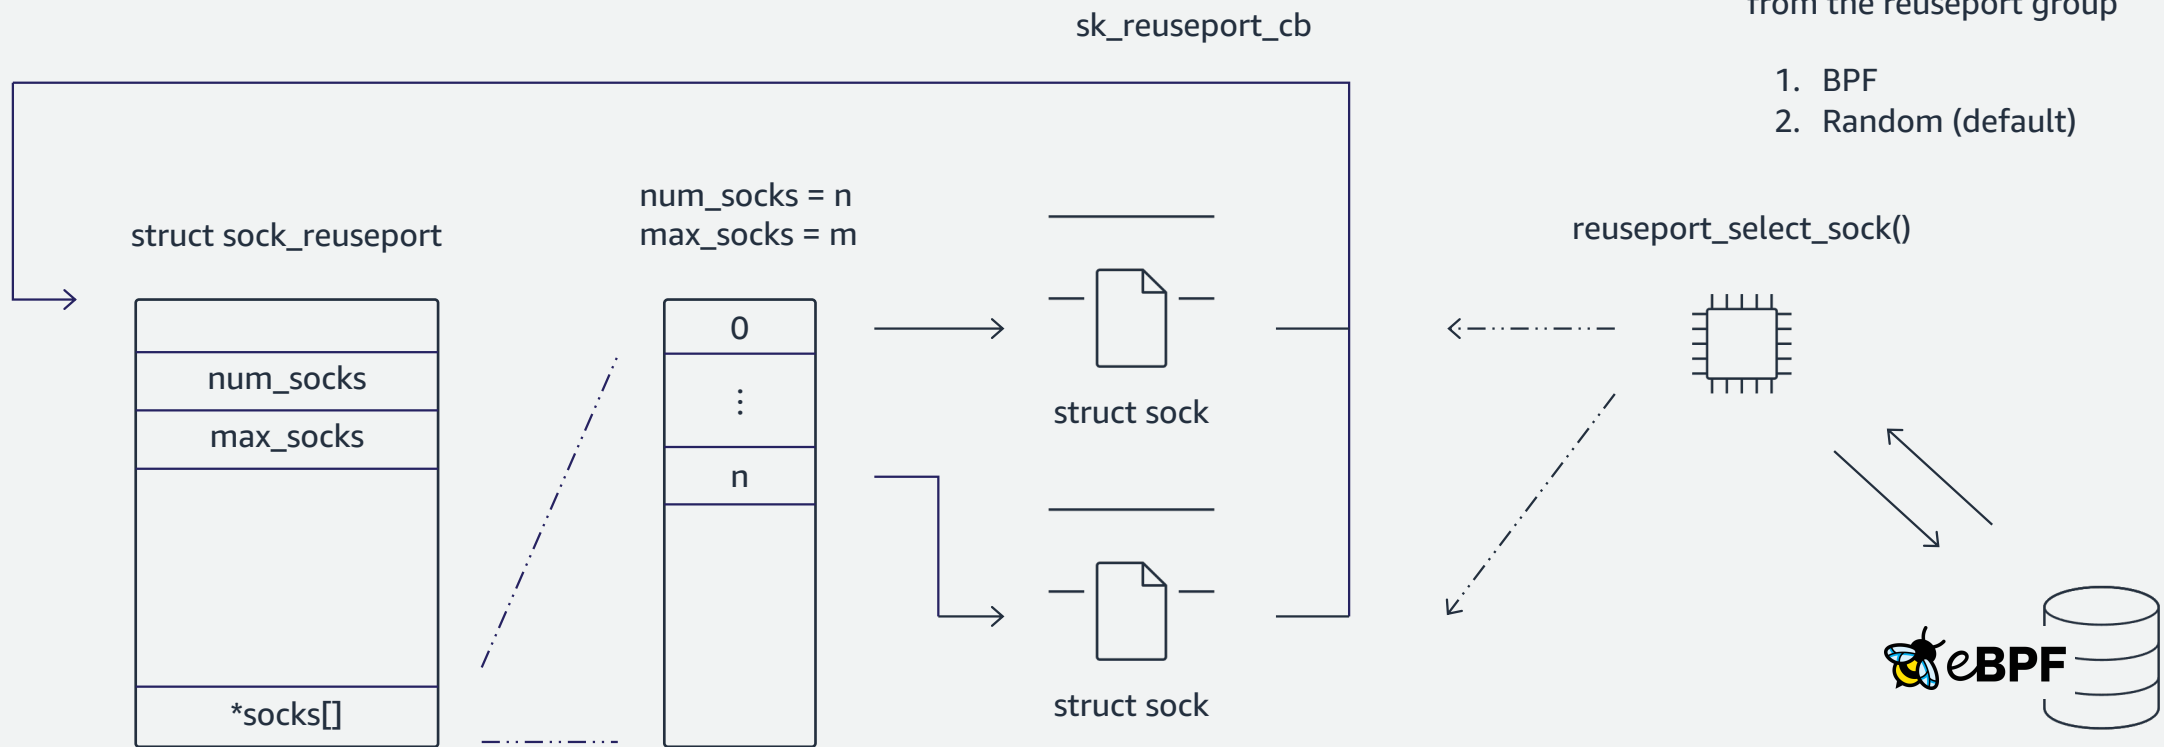 from the reuseport group
sk_reuseport_cb
1. BPF
2. Random (default)
num_socks = n
max_socks = m
struct sock_reuseport
reuseport_select_sock()
num_socks
max_socks
*socks[]
0
⋮
n
struct sock
struct sock
eBPF